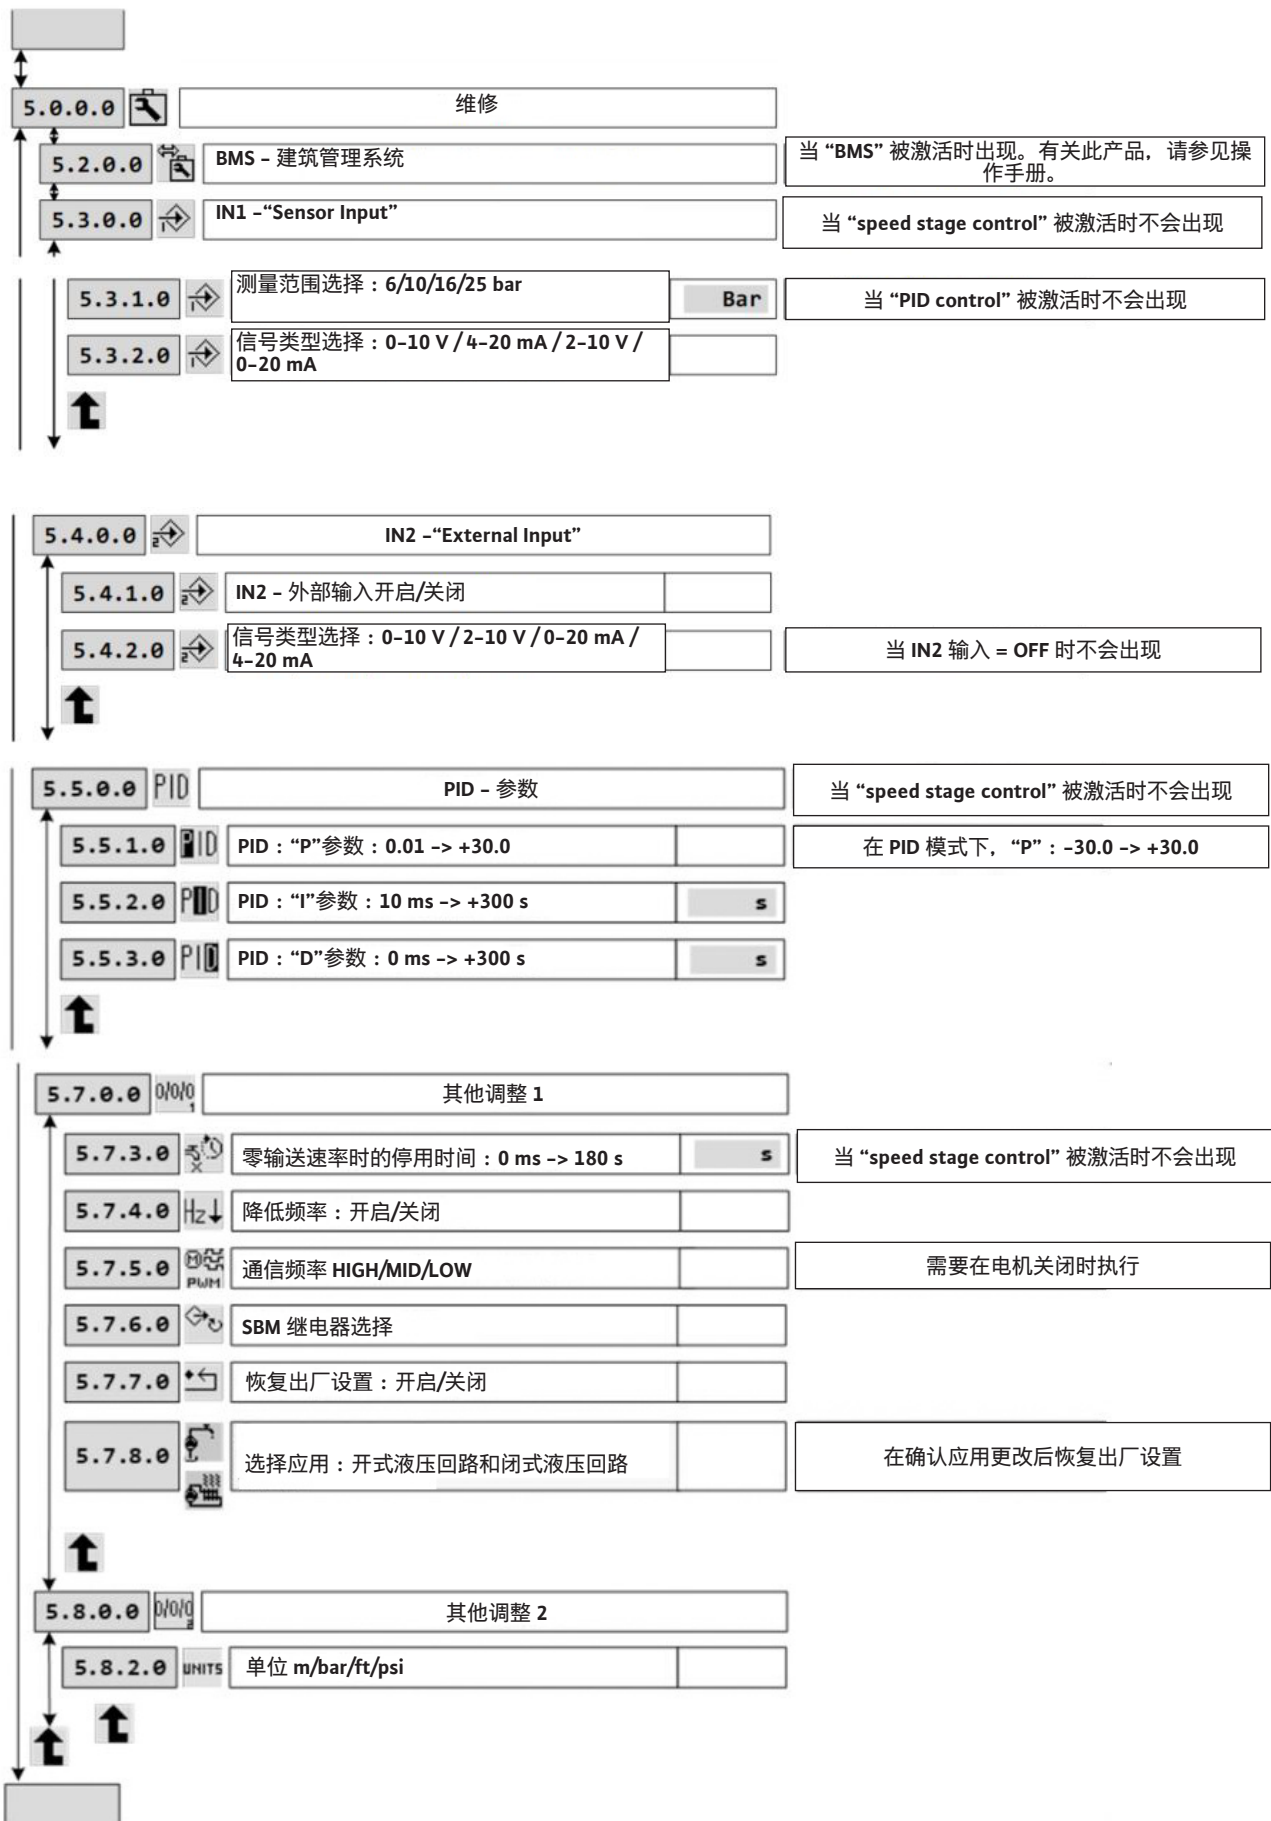 5.0.0.0 维修
5.2.0.0 BMS – 建筑管理系统 当 “BMS” 被激活时出现。有关此产品，请参见操
作手册。
5.3.0.0 1 IN1 –“Sensor Input” 当 “speed stage control” 被激活时不会出现
5.3.1.0 1 测量范围选择：6/10/16/25 bar Bar 当 “PID control” 被激活时不会出现
5.3.2.0 1 信号类型选择：0–10 V / 4–20 mA / 2–10 V /
0–20 mA
5.4.0.0 2 IN2 –“External Input”
5.4.1.0 2 IN2 – 外部输入开启/关闭
5.4.2.0 2 信号类型选择：0–10 V / 2–10 V / 0–20 mA /
4–20 mA 当 IN2 输入 = OFF 时不会出现
5.5.0.0 PID PID – 参数 当 “speed stage control” 被激活时不会出现
5.5.1.0 PID PID：“P”参数：0.01 –> +30.0 在 PID 模式下，“P”：–30.0 –> +30.0
5.5.2.0 PID PID：“I”参数：10 ms –> +300 s s
5.5.3.0 PID PID：“D”参数：0 ms –> +300 s s
5.7.0.0 0/0/0 1 其他调整 1
5.7.3.0 零输送速率时的停用时间：0 ms –> 180 s s 当 “speed stage control” 被激活时不会出现
5.7.4.0 Hz 降低频率：开启/关闭
5.7.5.0 M PWM 通信频率 HIGH/MID/LOW 需要在电机关闭时执行
5.7.6.0 SBM 继电器选择
5.7.7.0 恢复出厂设置：开启/关闭
5.7.8.0 选择应用：开式液压回路和闭式液压回路 在确认应用更改后恢复出厂设置
5.8.0.0 0/0/0 2 其他调整 2
5.8.2.0 UNITS 单位 m/bar/ft/psi